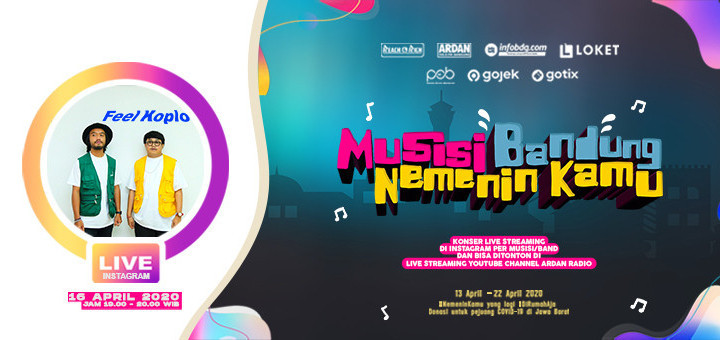 Feel Koplo
LIVE
INSTAGRAM
16 APRIL 2020
JAM 19.00 - 20.00 WIB
ARDAN
infobdg.com
LOKET
gojek
gotix
Musisi Bandung
Nemenin Kamu
KONSER LIVE STREAMING
DI INSTAGRAM PER MUSISI/BAND
DAN BISA DITONTON DI
LIVE STREAMING YOUTUBE CHANNEL ARDAN RADIO
13 April – 22 April 2020
#NemeninKamu yang lagi #DiRumahAja
Donasi untuk pejuang COVID-19 di Jawa Barat